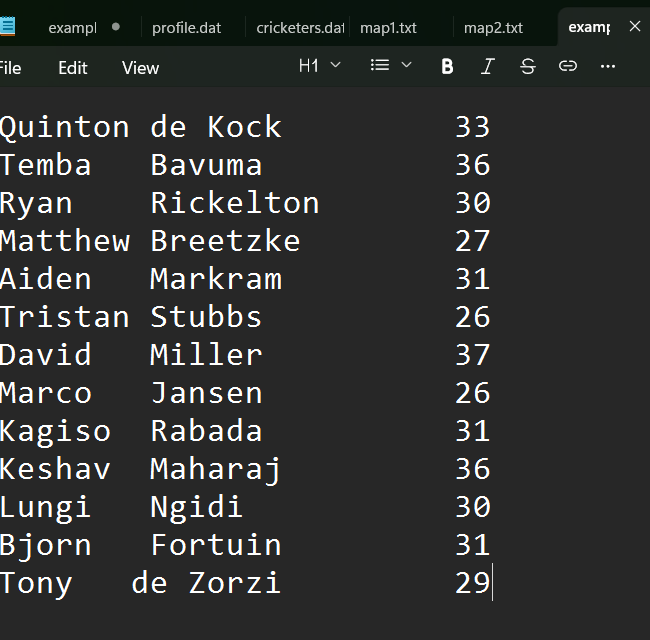 exampl profile.dat cricketers.dat map1.txt map2.txt examp
File Edit View H1 B I S
Quinton de Kock 33
Temba Bavuma 36
Ryan Rickelton 30
Matthew Breetzke 27
Aiden Markram 31
Tristan Stubbs 26
David Miller 37
Marco Jansen 26
Kagiso Rabada 31
Keshav Maharaj 36
Lungi Ngidi 30
Bjorn Fortuin 31
Tony de Zorzi 29